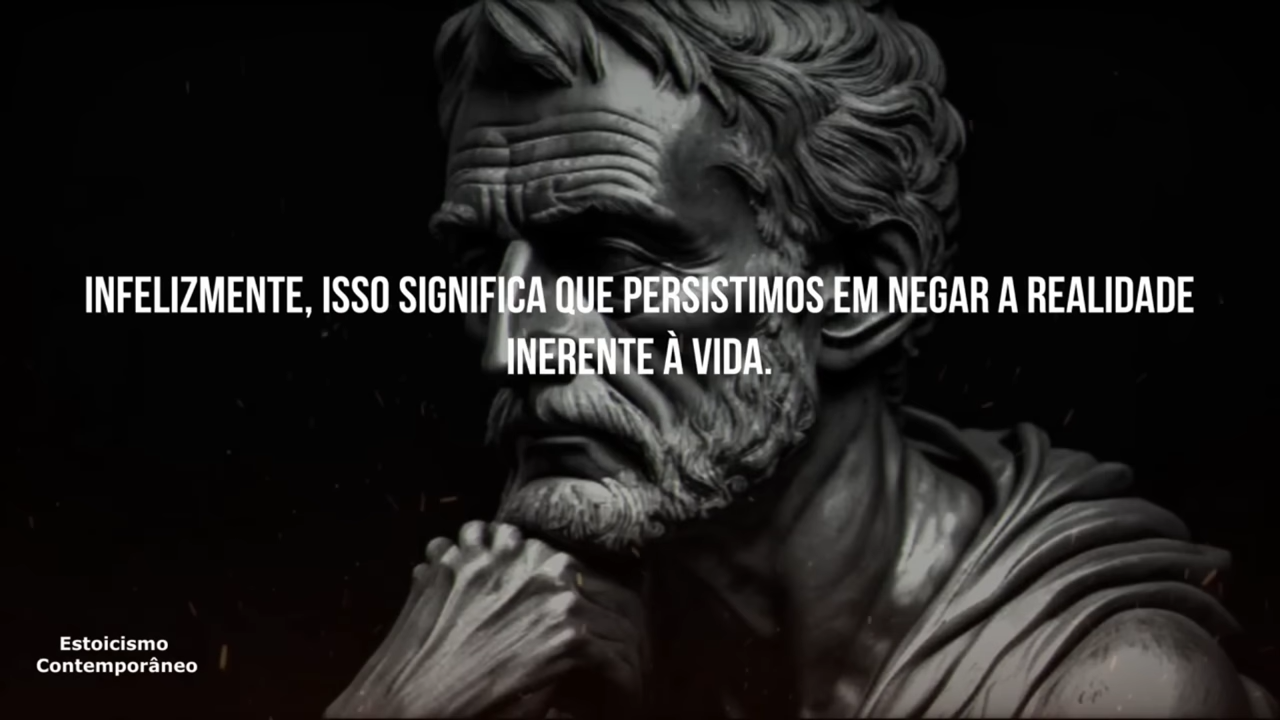 INFELIZMENTE, ISSO SIGNIFICA QUE PERSISTIMOS EM NEGAR A REALIDADE
INERENTE À VIDA.
Estoicismo
Contemporâneo